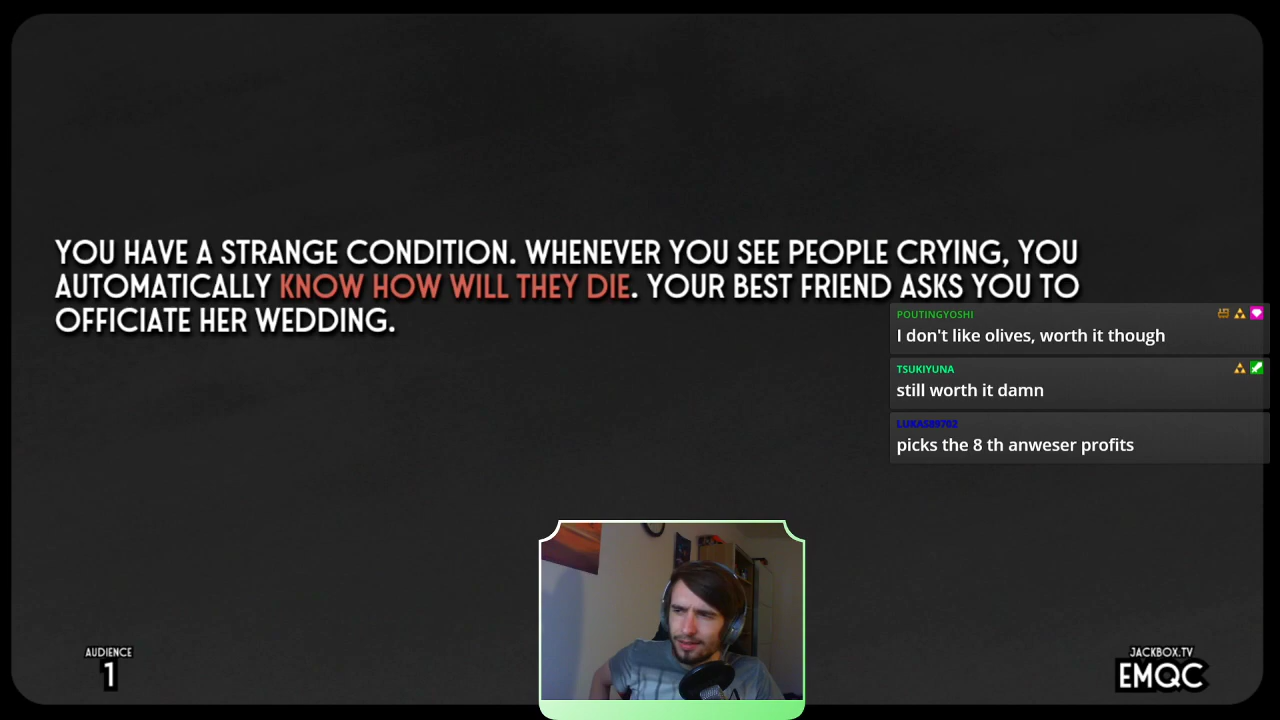 YOU HAVE A STRANGE CONDITION. WHENEVER YOU SEE PEOPLE CRYING, YOU
AUTOMATICALLY KNOW HOW WILL THEY DIE. YOUR BEST FRIEND ASKS YOU TO
OFFICIATE HER WEDDING.
POUTINGYOSHI
I don't like olives, worth it though
TSUKIYUNA
still worth it damn
LUKAS89702
picks the 8 th anweser profits
AUDIENCE
1
JACKBOX.TV
EMQC